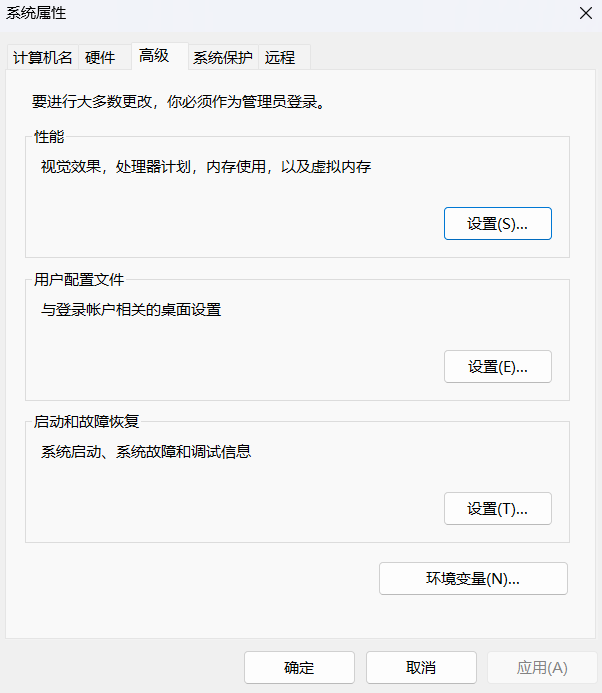 系统属性
计算机名 硬件 高级 系统保护 远程
要进行大多数更改，你必须作为管理员登录。
性能
视觉效果，处理器计划，内存使用，以及虚拟内存
设置(S)...
用户配置文件
与登录帐户相关的桌面设置
设置(E)...
启动和故障恢复
系统启动、系统故障和调试信息
设置(T)...
环境变量(N)...
确定 取消 应用(A)